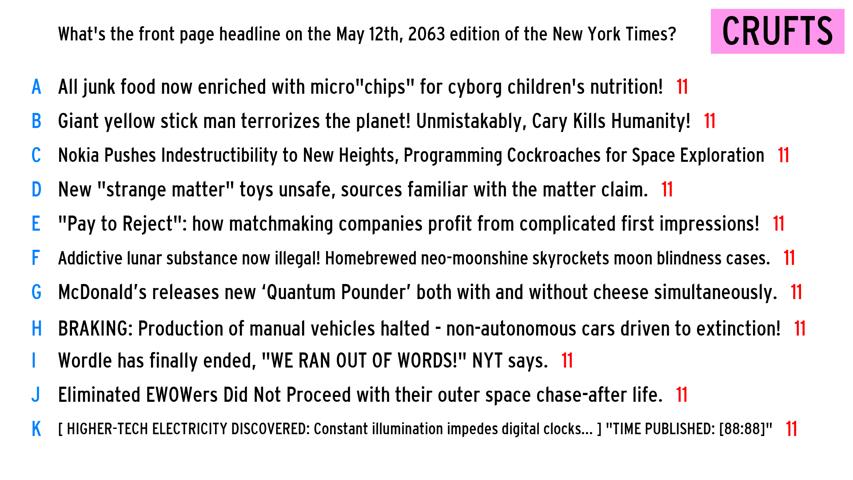 What's the front page headline on the May 12th, 2063 edition of the New York Times?
CRUFTS
A All junk food now enriched with micro"chips" for cyborg children's nutrition! 11
B Giant yellow stick man terrorizes the planet! Unmistakably, Cary Kills Humanity! 11
C Nokia Pushes Indestructibility to New Heights, Programming Cockroaches for Space Exploration 11
D New "strange matter" toys unsafe, sources familiar with the matter claim. 11
E "Pay to Reject": how matchmaking companies profit from complicated first impressions! 11
F Addictive lunar substance now illegal! Homebrewed neo-moonshine skyrockets moon blindness cases. 11
G McDonald’s releases new ‘Quantum Pounder’ both with and without cheese simultaneously. 11
H BRAKING: Production of manual vehicles halted - non-autonomous cars driven to extinction! 11
I Wordle has finally ended, "WE RAN OUT OF WORDS!" NYT says. 11
J Eliminated EWOWers Did Not Proceed with their outer space chase-after life. 11
K [ HIGHER-TECH ELECTRICITY DISCOVERED: Constant illumination impedes digital clocks... ] "TIME PUBLISHED: [88:88]" 11